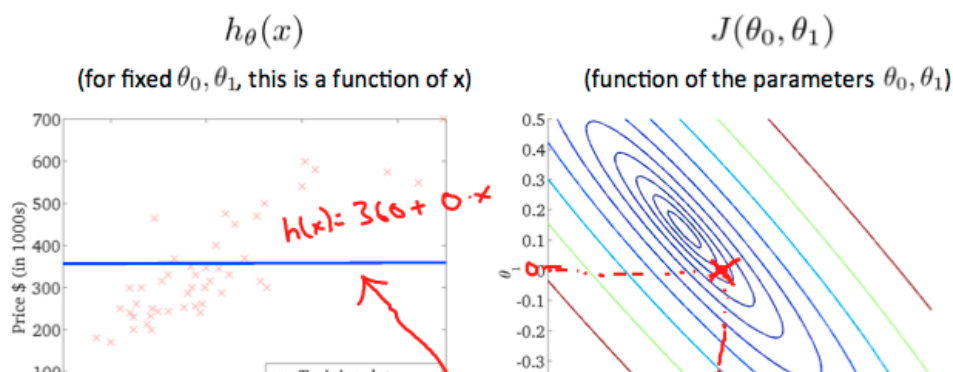 hθ(x)
(for fixed θ0, θ1, this is a function of x)
700
600
500
400
300
200
100
Price $ (in 1000s)
h(x) = 360 + 0·x
J(θ0, θ1)
(function of the parameters θ0, θ1)
0.5
0.4
0.3
0.2
0.1
0
-0.1
-0.2
-0.3
θ1
0